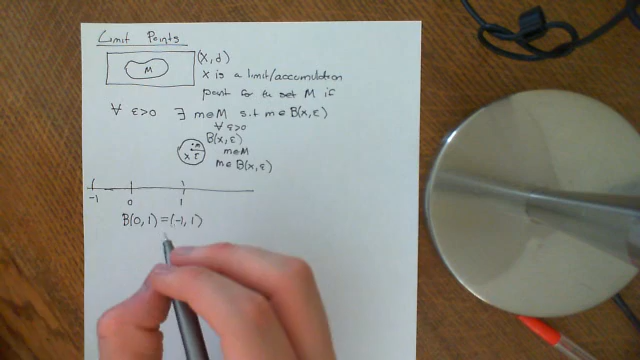 Limit Points
M
(X, d)
x is a limit/accumulation
point for the set M if
∀ ε>0 ∃ m∈M s.t m∈B(x,ε)
∀ ε>0
B(x,ε)
m
x ε
m∈M
m∈B(x,ε)
-1 0 1
B(0,1)=(-1,1)